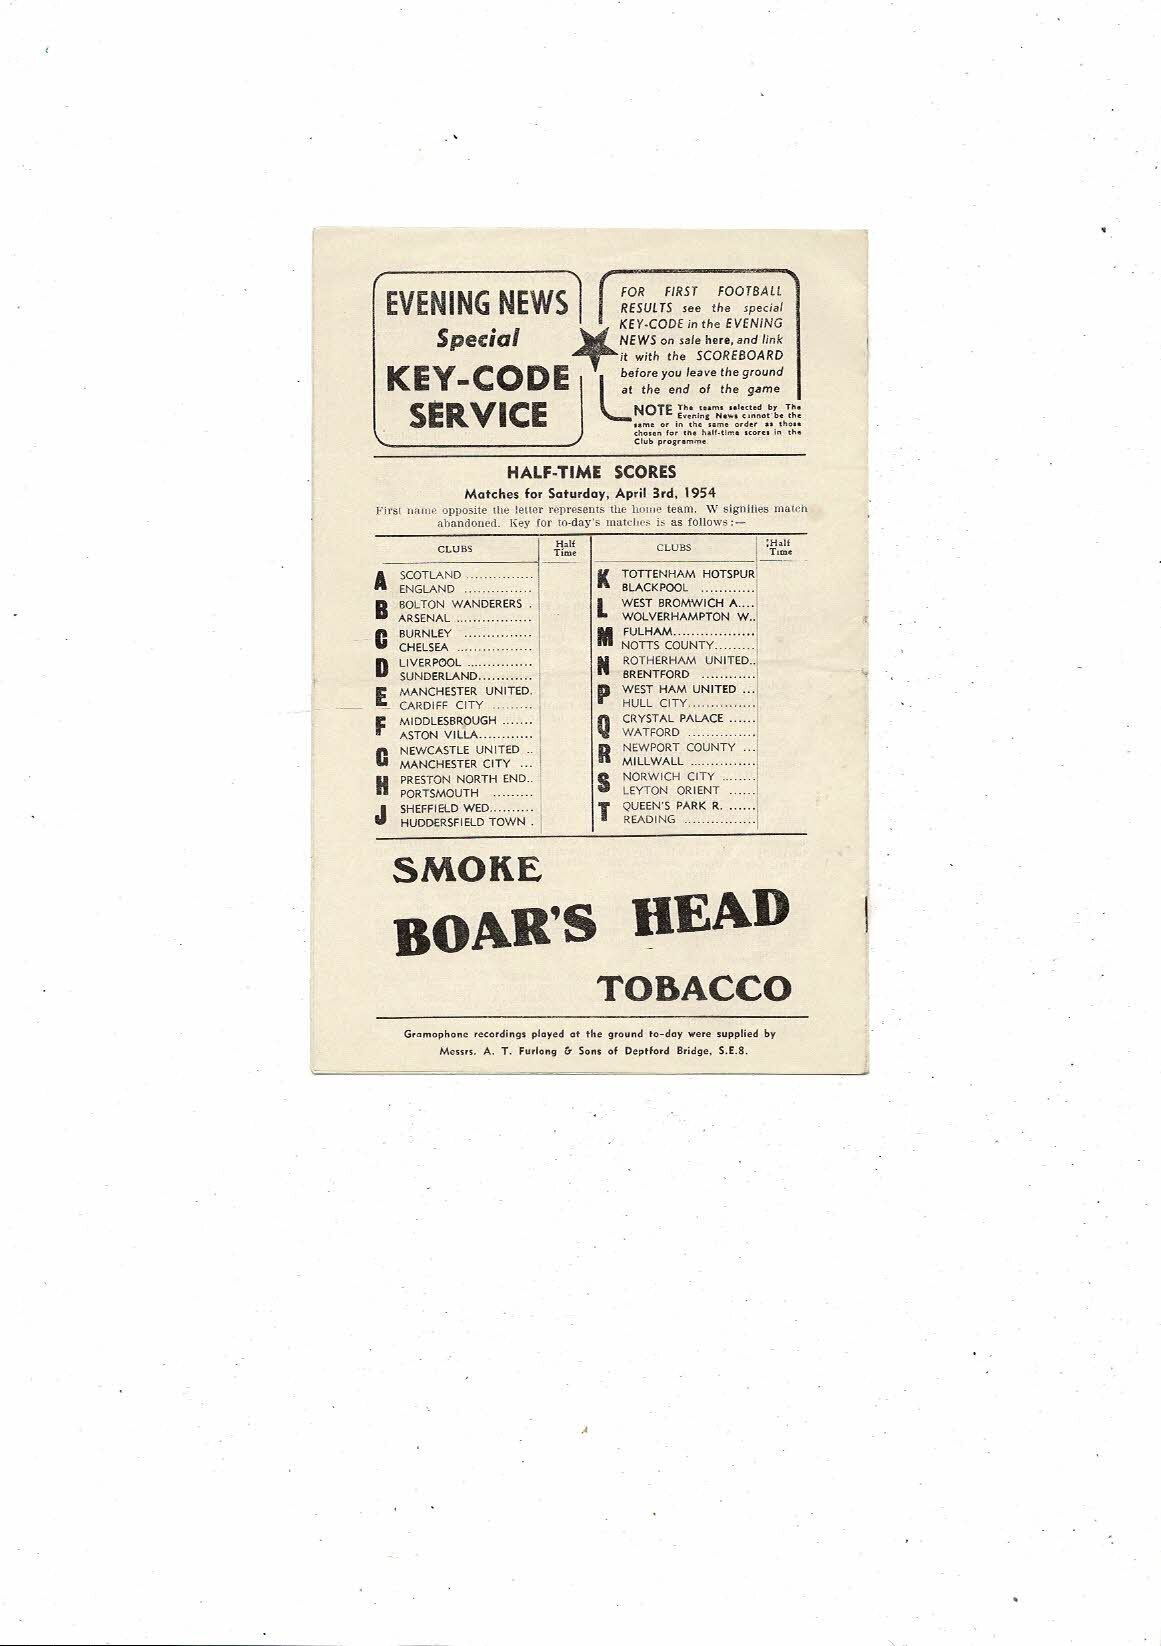 EVENING NEWS
Special
KEY-CODE
SERVICE
FOR FIRST FOOTBALL
RESULTS see the special
KEY-CODE in the EVENING
NEWS on sale here, and link
it with the SCOREBOARD
before you leave the ground
at the end of the game
NOTE The teams selected by The
Evening News cannot be the
same or in the same order as those
chosen for the half-time scores in the
Club programme
HALF-TIME SCORES
Matches for Saturday, April 3rd, 1954
First name opposite the letter represents the home team. W signifies match
abandoned. Key for to-day's matches is as follows:—
CLUBS Half Time
A SCOTLAND ...............
ENGLAND ..............
B BOLTON WANDERERS .
ARSENAL ................
C BURNLEY ..............
CHELSEA ................
D LIVERPOOL ..............
SUNDERLAND............
E MANCHESTER UNITED.
CARDIFF CITY .........
F MIDDLESBROUGH .......
ASTON VILLA............
G NEWCASTLE UNITED ..
MANCHESTER CITY ...
H PRESTON NORTH END..
PORTSMOUTH .........
J SHEFFIELD WED..........
HUDDERSFIELD TOWN .
CLUBS Half Time
K TOTTENHAM HOTSPUR
BLACKPOOL ............
L WEST BROMWICH A....
WOLVERHAMPTON W..
M FULHAM..................
NOTTS COUNTY.........
N ROTHERHAM UNITED..
BRENTFORD ............
P WEST HAM UNITED ...
HULL CITY...............
Q CRYSTAL PALACE ......
WATFORD ...............
R NEWPORT COUNTY ...
MILLWALL ..............
S NORWICH CITY ........
LEYTON ORIENT ......
T QUEEN'S PARK R. ......
READING ................
SMOKE
BOAR'S HEAD
TOBACCO
Gramophone recordings played at the ground to-day were supplied by
Messrs. A. T. Furlong & Sons of Deptford Bridge, S.E.8.